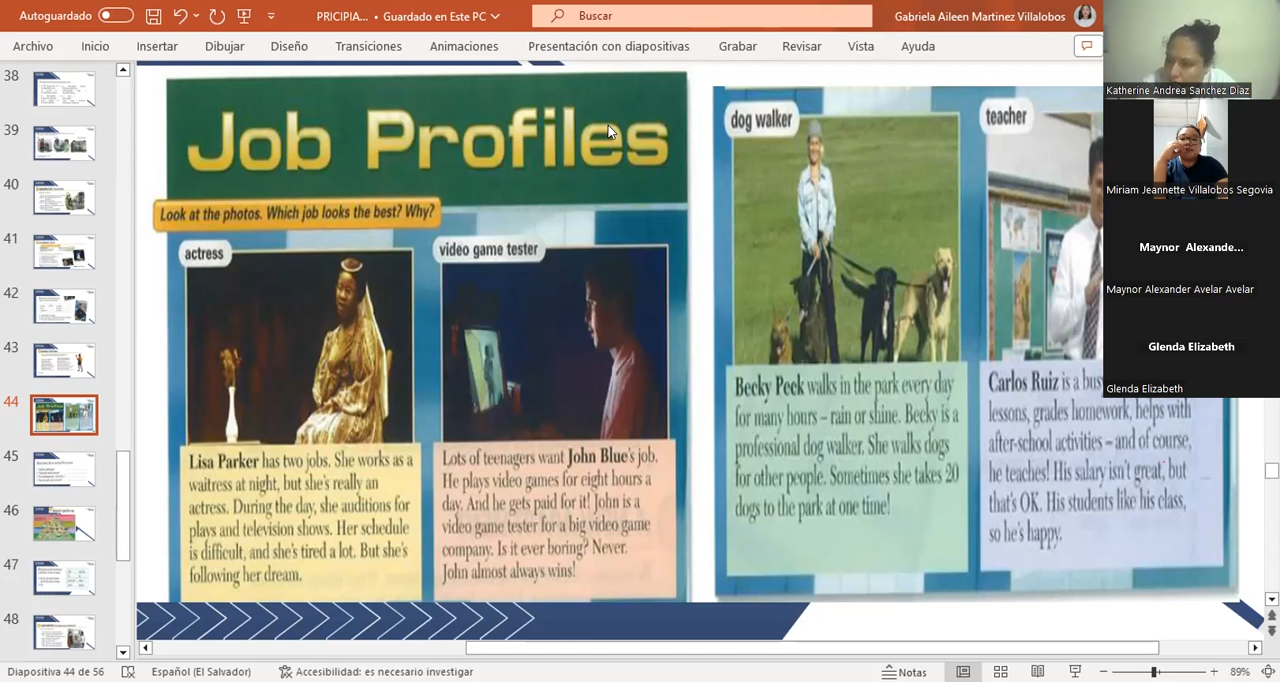 Autoguardado
PRICIPIA... • Guardado en Este PC
Buscar
Gabriela Aileen Martinez Villalobos
Archivo Inicio Insertar Dibujar Diseño Transiciones Animaciones Presentación con diapositivas Grabar Revisar Vista Ayuda
38
39
40
41
42
43
44
45
46
47
48
Job Profiles
Look at the photos. Which job looks the best? Why?
actress
Lisa Parker has two jobs. She works as a
waitress at night, but she's really an
actress. During the day, she auditions for
plays and television shows. Her schedule
is difficult, and she's tired a lot. But she's
following her dream.
video game tester
Lots of teenagers want John Blue's job.
He plays video games for eight hours a
day. And he gets paid for it! John is a
video game tester for a big video game
company. Is it ever boring? Never.
John almost always wins!
dog walker
Becky Peck walks in the park every day
for many hours – rain or shine. Becky is a
professional dog walker. She walks dogs
for other people. Sometimes she takes 20
dogs to the park at one time!
teacher
Carlos Ruiz is a
lessons, grades homework, helps with
after-school activities – and of course,
he teaches! His salary isn't great, but
that's OK. His students like his class,
so he's happy.
Katherine Andrea Sanchez Diaz
Miriam Jeannette Villalobos Segovia
Maynor Alexande...
Maynor Alexander Avelar Avelar
Glenda Elizabeth
Glenda Elizabeth
Diapositiva 44 de 56
Español (El Salvador)
Accesibilidad: es necesario investigar
Notas
89%